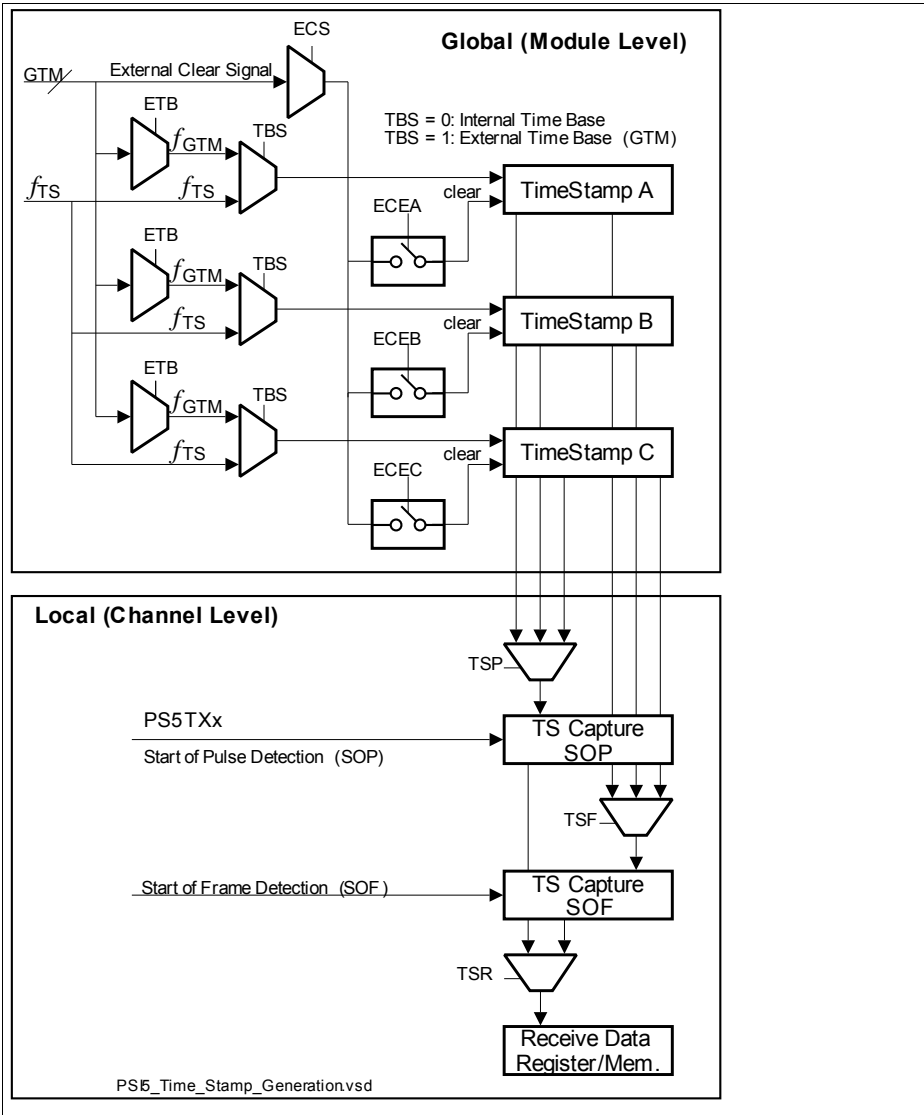 Global (Module Level)
ECS
GTM
External Clear Signal
ETB
fGTM
TBS
TBS = 0: Internal Time Base
TBS = 1: External Time Base (GTM)
fTS
fTS
TimeStamp A
clear
ECEA
ETB
fGTM
TBS
fTS
TimeStamp B
clear
ECEB
ETB
fGTM
TBS
fTS
TimeStamp C
clear
ECEC
Local (Channel Level)
TSP
PS5TXx
Start of Pulse Detection (SOP)
TS Capture
SOP
TSF
Start of Frame Detection (SOF)
TS Capture
SOF
TSR
Receive Data
Register/Mem.
PSI5_Time_Stamp_Generation.vsd